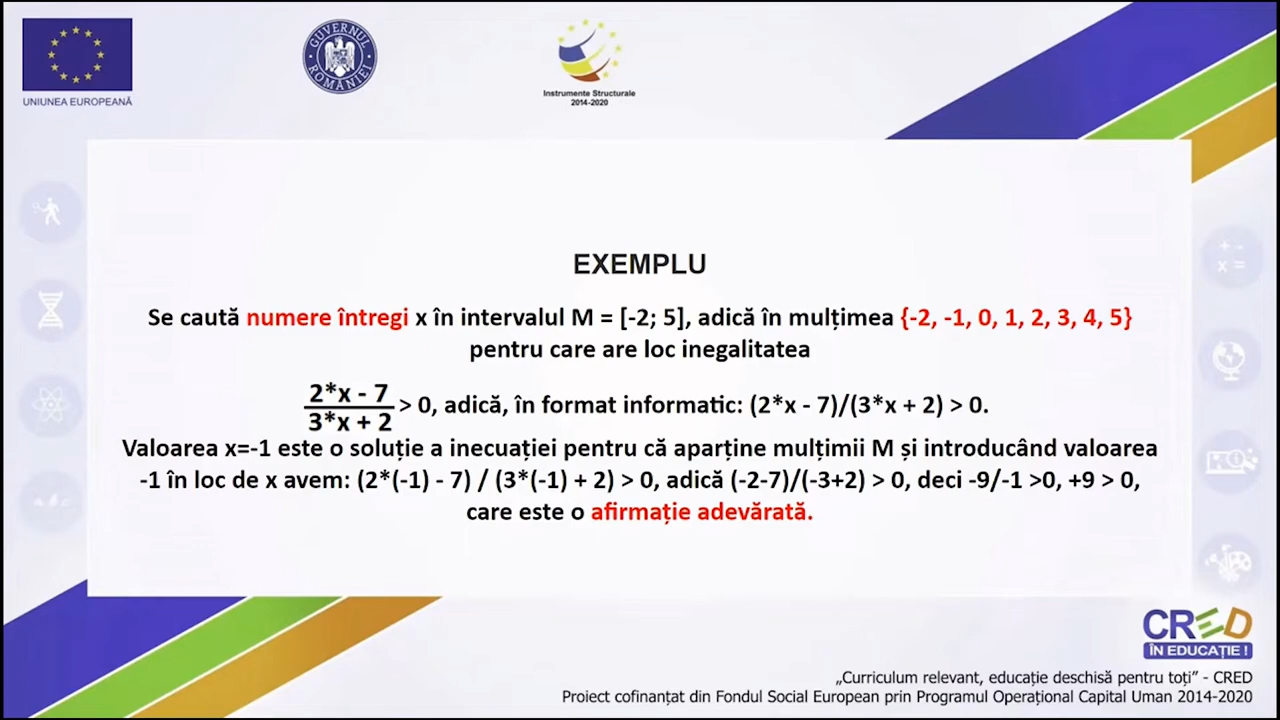 UNIUNEA EUROPEANĂ
GUVERNUL ROMÂNIEI
Instrumente Structurale
2014-2020
EXEMPLU
Se caută numere întregi x în intervalul M = [-2; 5], adică în mulțimea {-2, -1, 0, 1, 2, 3, 4, 5}
pentru care are loc inegalitatea
2*x - 7
3*x + 2
> 0, adică, în format informatic: (2*x - 7)/(3*x + 2) > 0.
Valoarea x=-1 este o soluție a inecuației pentru că aparține mulțimii M și introducând valoarea
-1 în loc de x avem: (2*(-1) - 7) / (3*(-1) + 2) > 0, adică (-2-7)/(-3+2) > 0, deci -9/-1 >0, +9 > 0,
care este o afirmație adevărată.
CRED
ÎN EDUCAȚIE !
„Curriculum relevant, educație deschisă pentru toți” - CRED
Proiect cofinanțat din Fondul Social European prin Programul Operațional Capital Uman 2014-2020